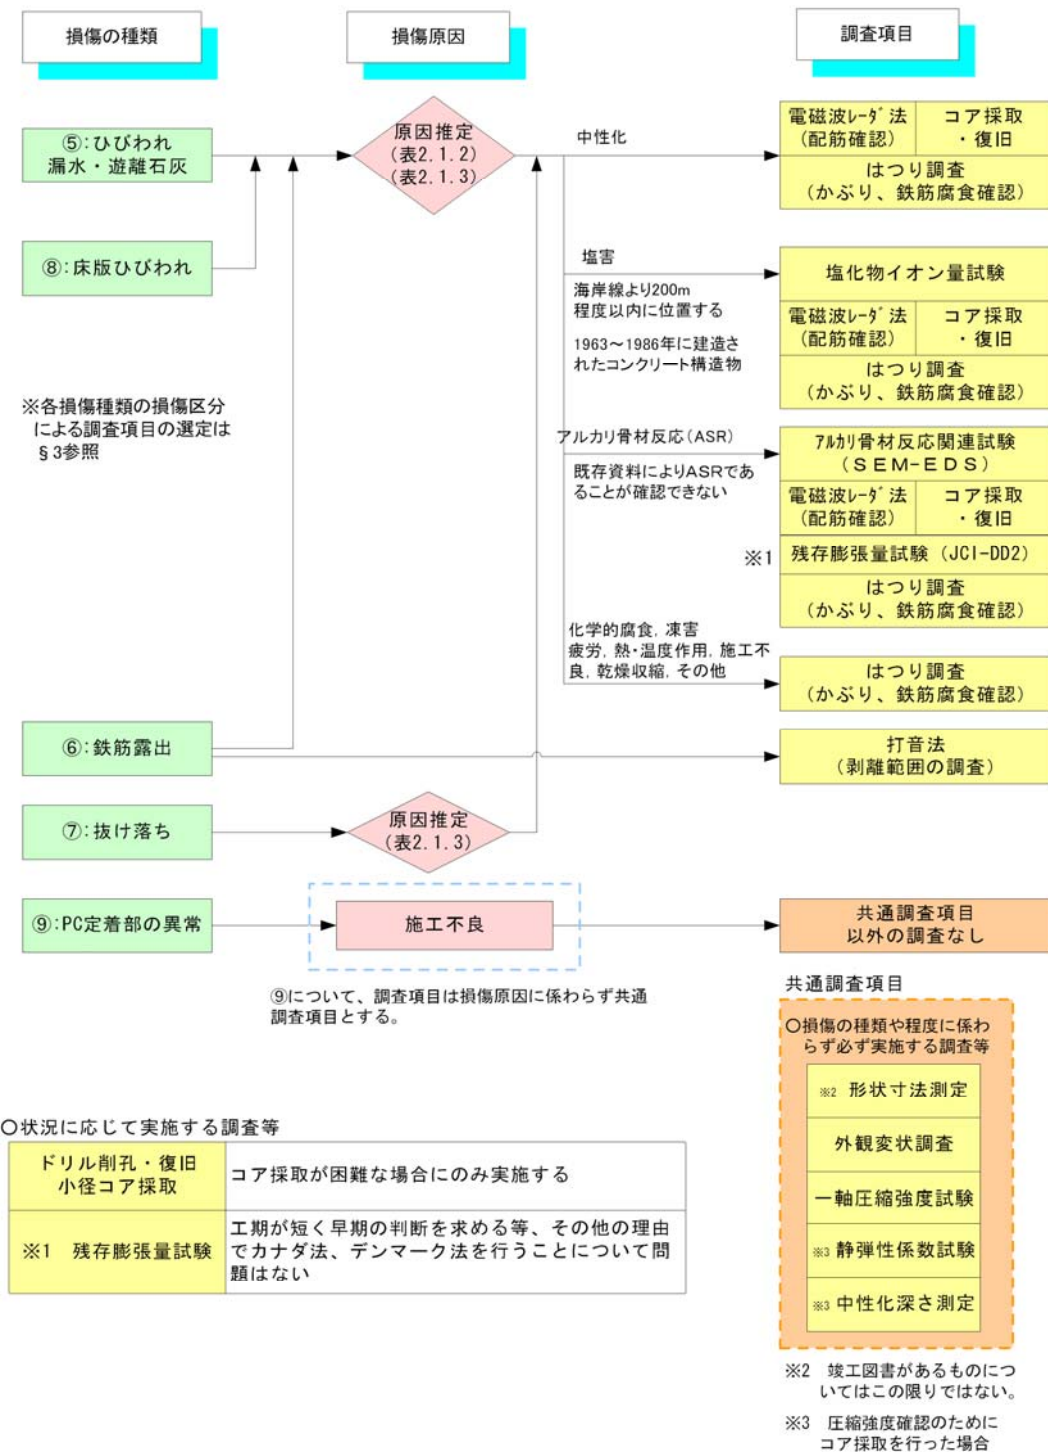 損傷の種類
損傷原因
調査項目
⑤:ひびわれ
漏水・遊離石灰
原因推定
(表2.1.2)
(表2.1.3)
中性化
電磁波レーダ法
(配筋確認)
コア採取
・復旧
はつり調査
(かぶり、鉄筋腐食確認)
⑧:床版ひびわれ
塩害
海岸線より200m
程度以内に位置する
1963～1986年に建造さ
れたコンクリート構造物
塩化物イオン量試験
電磁波レーダ法
(配筋確認)
コア採取
・復旧
はつり調査
(かぶり、鉄筋腐食確認)
※各損傷種類の損傷区分
による調査項目の選定は
§3参照
アルカリ骨材反応(ASR)
既存資料によりASRであ
ることが確認できない
アルカリ骨材反応関連試験
(SEM-EDS)
電磁波レーダ法
(配筋確認)
コア採取
・復旧
※1
残存膨張量試験 (JCI-DD2)
はつり調査
(かぶり、鉄筋腐食確認)
化学的腐食, 凍害
疲労, 熱・温度作用, 施工不
良, 乾燥収縮, その他
はつり調査
(かぶり、鉄筋腐食確認)
⑥:鉄筋露出
打音法
(剥離範囲の調査)
⑦:抜け落ち
原因推定
(表2.1.3)
⑨:PC定着部の異常
施工不良
共通調査項目
以外の調査なし
⑨について、調査項目は損傷原因に係わらず共通
調査項目とする。
共通調査項目
○損傷の種類や程度に係わ
らず必ず実施する調査等
※2 形状寸法測定
外観変状調査
一軸圧縮強度試験
※3 静弾性係数試験
※3 中性化深さ測定
※2 竣工図書があるものにつ
いてはこの限りではない。
※3 圧縮強度確認のために
コア採取を行った場合
○状況に応じて実施する調査等
ドリル削孔・復旧
小径コア採取
コア採取が困難な場合にのみ実施する
※1 残存膨張量試験
工期が短く早期の判断を求める等、その他の理由
でカナダ法、デンマーク法を行うことについて問
題はない